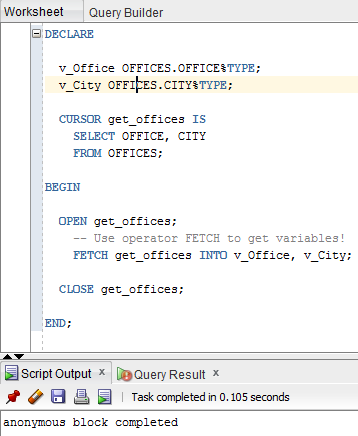 Worksheet Query Builder
DECLARE
v_Office OFFICES.OFFICE%TYPE;
v_City OFFICES.CITY%TYPE;
CURSOR get_offices IS
SELECT OFFICE, CITY
FROM OFFICES;
BEGIN
OPEN get_offices;
-- Use operator FETCH to get variables!
FETCH get_offices INTO v_Office, v_City;
CLOSE get_offices;
END;
Script Output x Query Result x
Task completed in 0.105 seconds
anonymous block completed